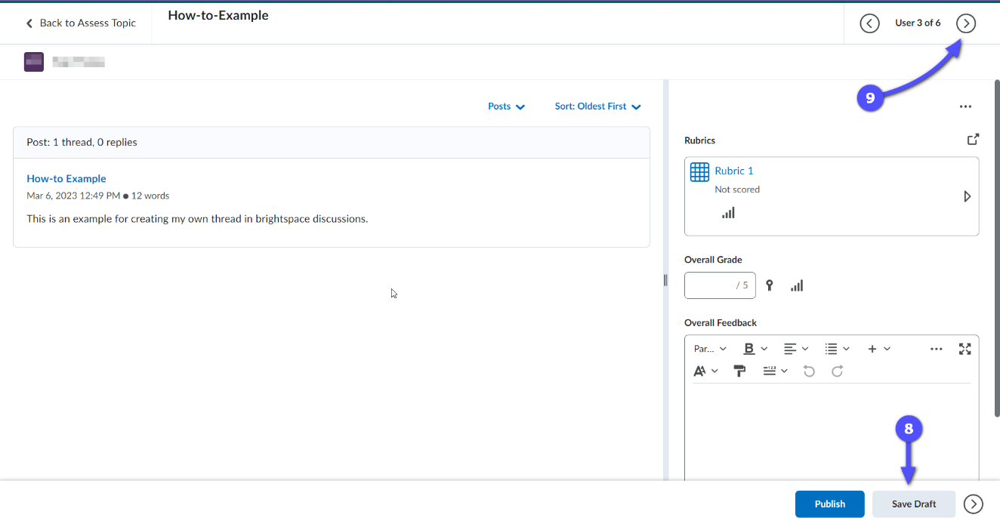 Back to Assess Topic
How-to-Example
User 3 of 6
9
Posts
Sort: Oldest First
Post: 1 thread, 0 replies
How-to Example
Mar 6, 2023 12:49 PM ● 12 words
This is an example for creating my own thread in brightspace discussions.
Rubrics
Rubric 1
Not scored
Overall Grade
/ 5
Overall Feedback
Par...
B
8
Publish
Save Draft